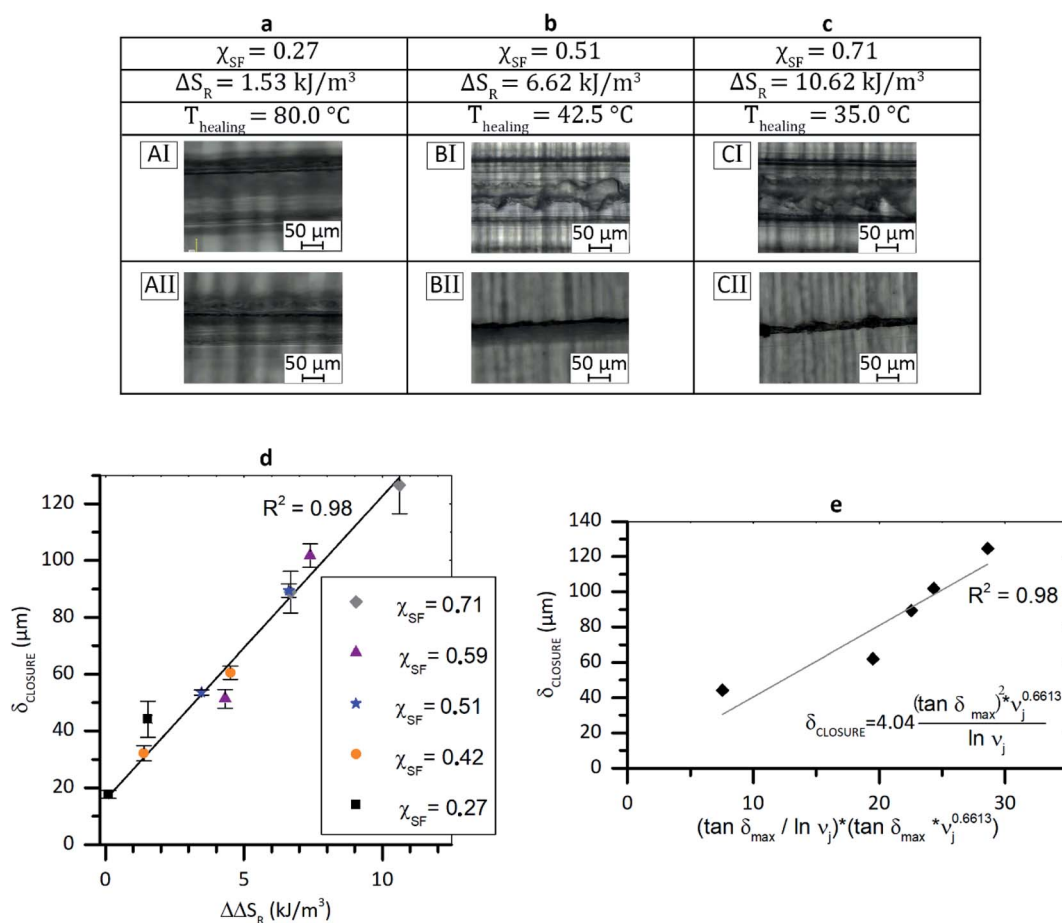 a b c
χSF = 0.27 χSF = 0.51 χSF = 0.71
ΔSR = 1.53 kJ/m³ ΔSR = 6.62 kJ/m³ ΔSR = 10.62 kJ/m³
Thealing = 80.0 °C Thealing = 42.5 °C Thealing = 35.0 °C
AI BI CI
50 µm 50 µm 50 µm
AII BII CII
50 µm 50 µm 50 µm
d
R² = 0.98
δCLOSURE (µm)
120
100
80
60
40
20
0
χSF = 0.71
χSF = 0.59
χSF = 0.51
χSF = 0.42
χSF = 0.27
0 5 10
ΔΔSR (kJ/m³)
e
δCLOSURE (µm)
140
120
100
80
60
40
20
0
R² = 0.98
δCLOSURE=4.04 (tan δ max)²*νj^0.6613 / ln νj
0 10 20 30
(tan δmax / ln νj)*(tan δmax *νj^0.6613)